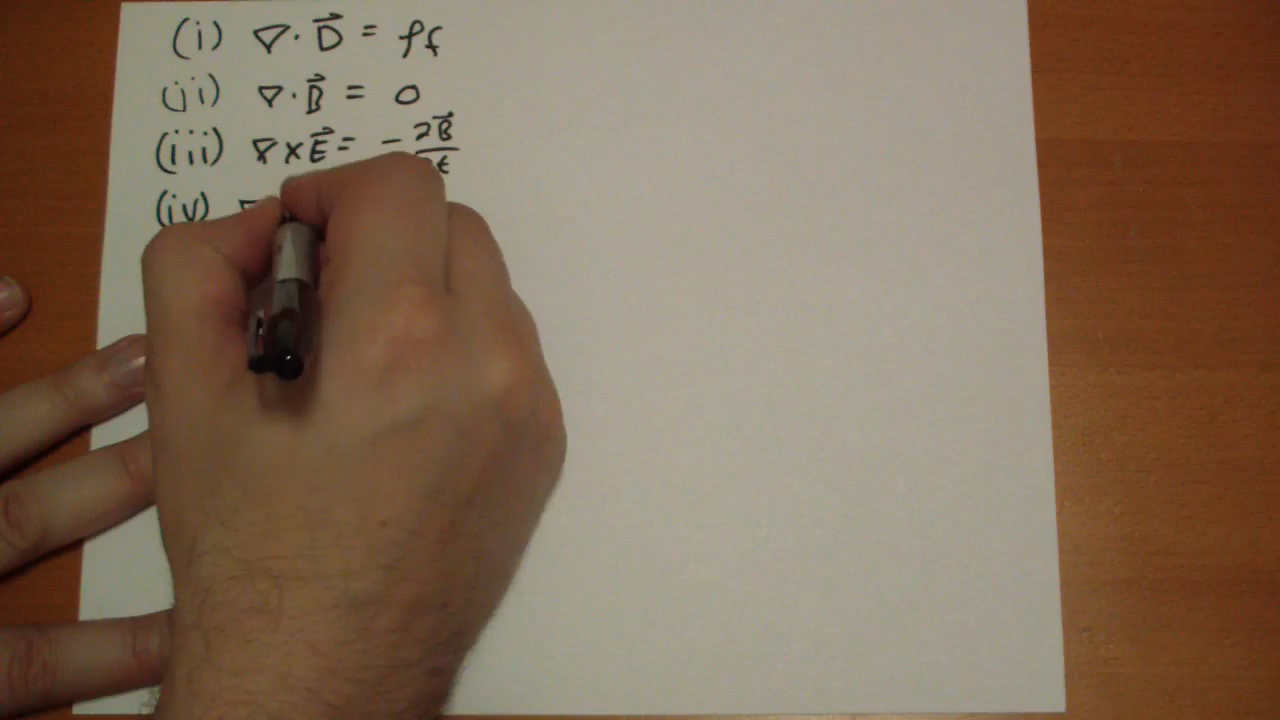 (i) ∇·D⃗ = ρf
(ii) ∇·B⃗ = 0
(iii) ∇×E⃗ = -∂B⃗/∂t
(iv) ∇